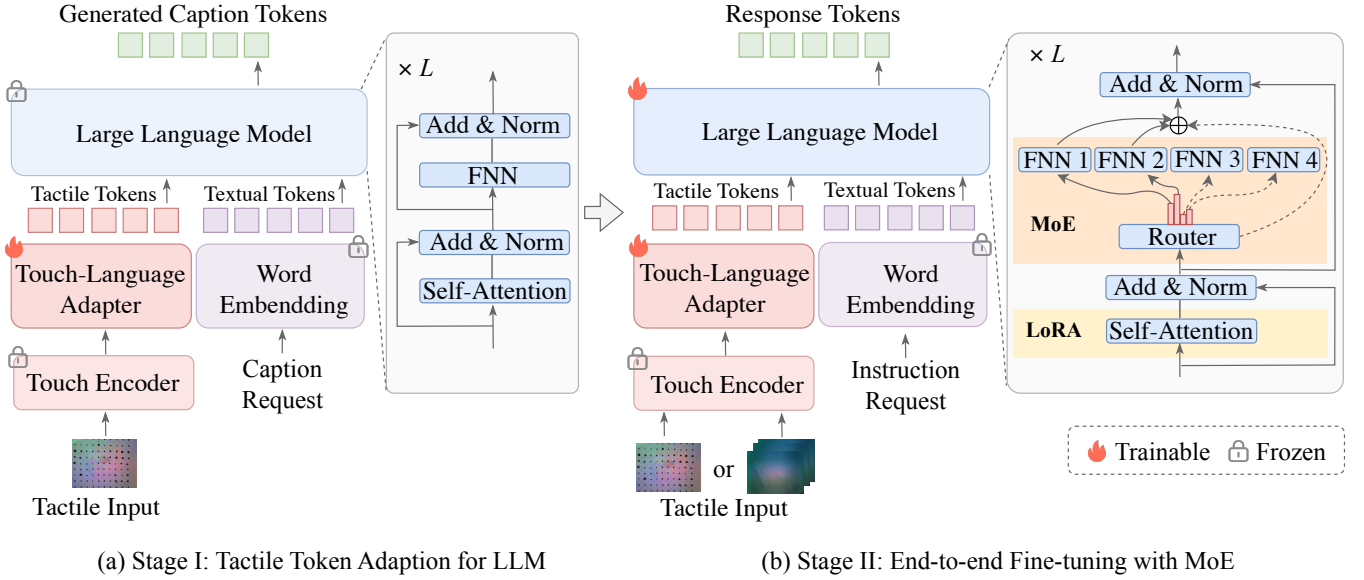 Generated Caption Tokens
Large Language Model
Tactile Tokens
Textual Tokens
Touch-Language
Adapter
Word
Embendding
Touch Encoder
Caption
Request
Tactile Input
× L
Add & Norm
FNN
Add & Norm
Self-Attention
(a) Stage I: Tactile Token Adaption for LLM
Response Tokens
Large Language Model
Tactile Tokens
Textual Tokens
Touch-Language
Adapter
Word
Embendding
Touch Encoder
Instruction
Request
or
Tactile Input
× L
Add & Norm
FNN 1
FNN 2
FNN 3
FNN 4
MoE
Router
Add & Norm
LoRA
Self-Attention
Trainable
Frozen
(b) Stage II: End-to-end Fine-tuning with MoE